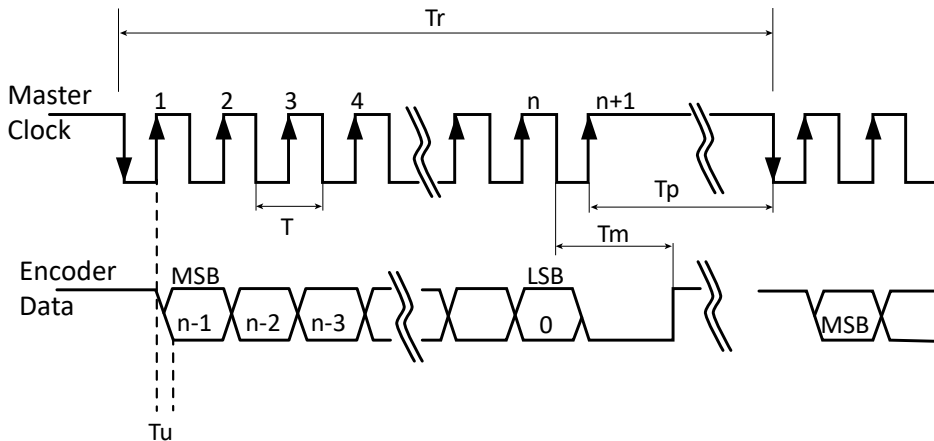 Tr
Master
Clock
1 2 3 4 n n+1
T
Tp
Tm
Encoder
Data
MSB LSB
n-1 n-2 n-3 0 MSB
Tu